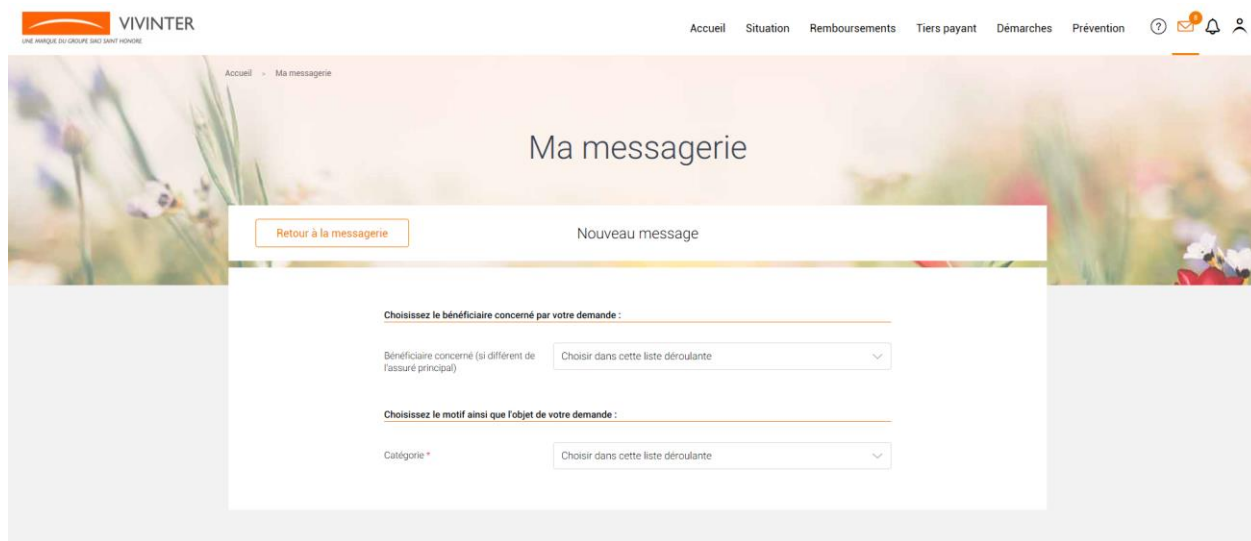 VIVINTER
UNE MARQUE DU GROUPE SIACI SAINT HONORE
Accueil Situation Remboursements Tiers payant Démarches Prévention
Accueil > Ma messagerie
Ma messagerie
Retour à la messagerie
Nouveau message
Choisissez le bénéficiaire concerné par votre demande :
Bénéficiaire concerné (si différent de
l'assuré principal)
Choisir dans cette liste déroulante
Choisissez le motif ainsi que l'objet de votre demande :
Catégorie *
Choisir dans cette liste déroulante